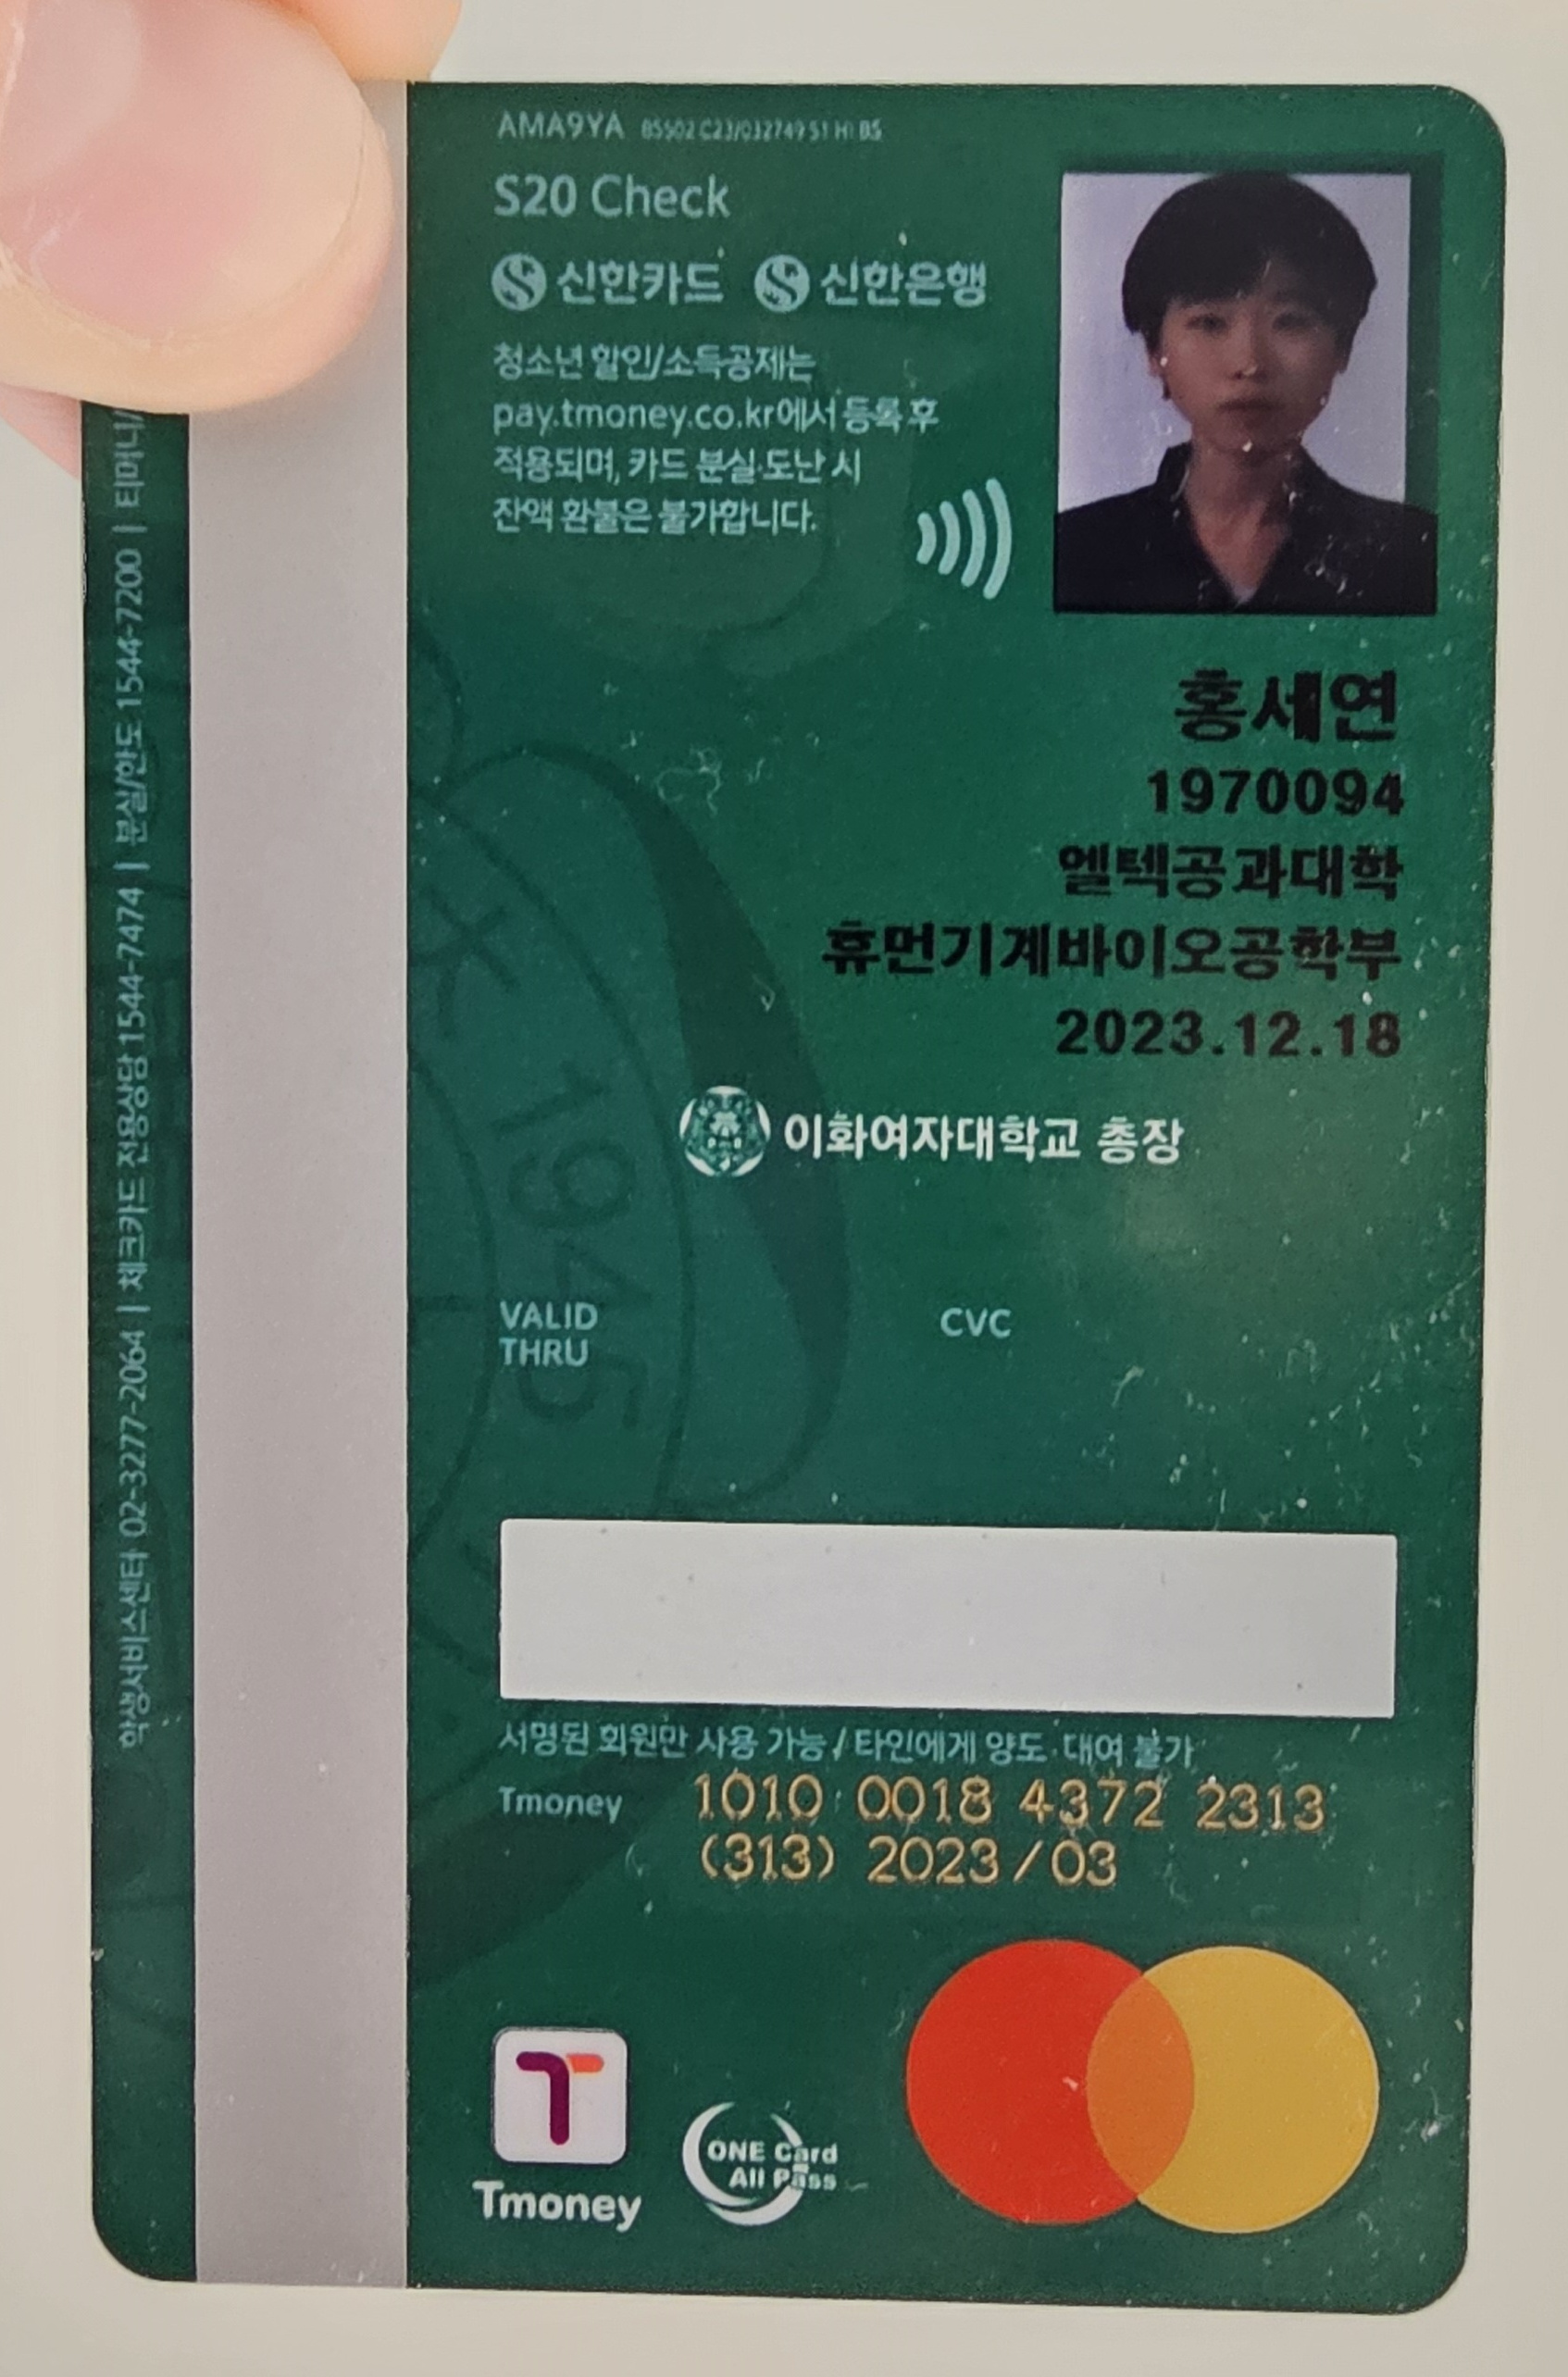 AMA9YA
S20 Check
신한카드 신한은행
청소년 할인/소득공제는
pay.tmoney.co.kr에서 등록 후
적용되며, 카드 분실·도난 시
잔액 환불은 불가합니다.
홍세연
1970094
엘텍공과대학
휴먼기계바이오공학부
2023.12.18
이화여자대학교 총장
1945
VALID
THRU
CVC
서명된 회원만 사용 가능 / 타인에게 양도·대여 불가
Tmoney 1010 0018 4372 2313
(313) 2023/03
Tmoney
ONE Card
All Pass
학생서비스센터 02-3277-2064 | 체크카드 전용상담 1544-7474 | 분실/한도 1544-7200 | 티머니/